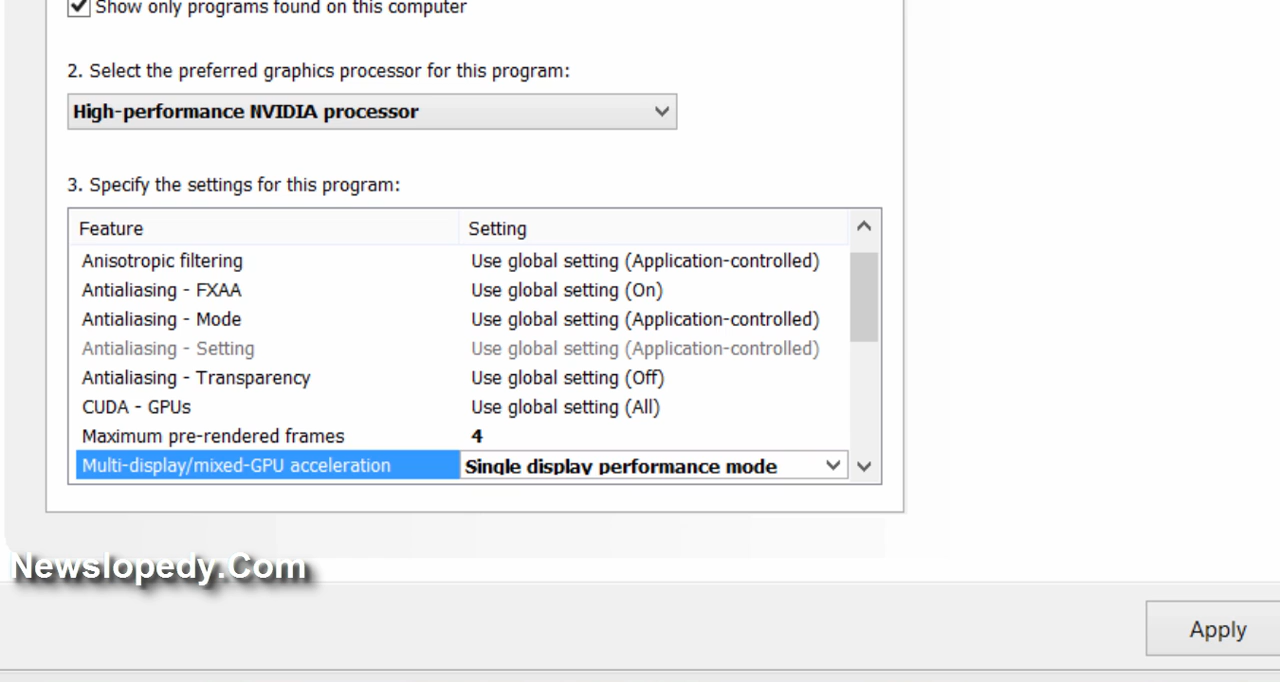 Show only programs found on this computer
2. Select the preferred graphics processor for this program:
High-performance NVIDIA processor
3. Specify the settings for this program:
Feature Setting
Anisotropic filtering Use global setting (Application-controlled)
Antialiasing - FXAA Use global setting (On)
Antialiasing - Mode Use global setting (Application-controlled)
Antialiasing - Setting Use global setting (Application-controlled)
Antialiasing - Transparency Use global setting (Off)
CUDA - GPUs Use global setting (All)
Maximum pre-rendered frames 4
Multi-display/mixed-GPU acceleration Single display performance mode
Newslopedy.Com
Apply